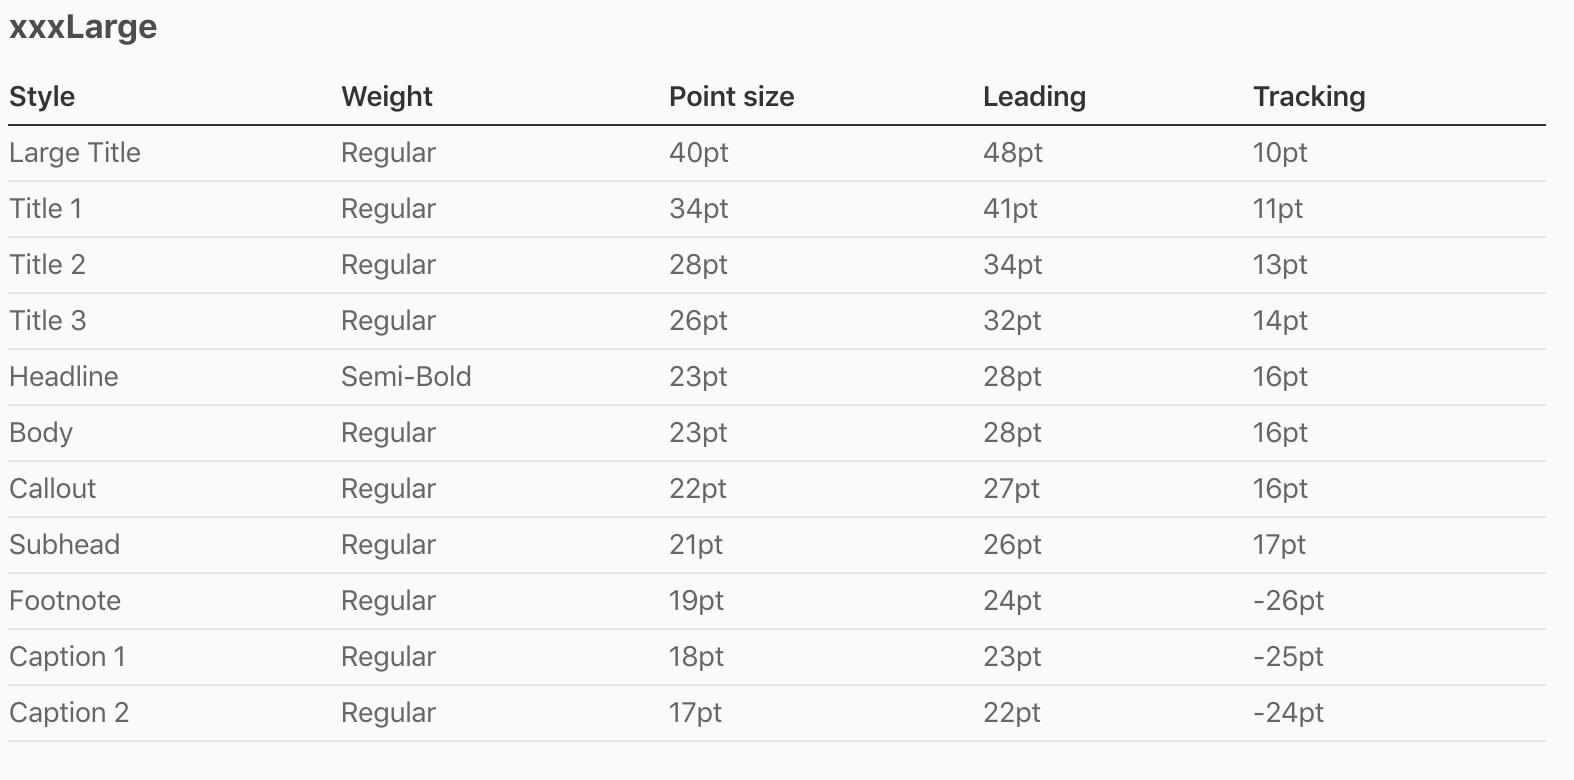 xxxLarge
Style Weight Point size Leading Tracking
Large Title Regular 40pt 48pt 10pt
Title 1 Regular 34pt 41pt 11pt
Title 2 Regular 28pt 34pt 13pt
Title 3 Regular 26pt 32pt 14pt
Headline Semi-Bold 23pt 28pt 16pt
Body Regular 23pt 28pt 16pt
Callout Regular 22pt 27pt 16pt
Subhead Regular 21pt 26pt 17pt
Footnote Regular 19pt 24pt -26pt
Caption 1 Regular 18pt 23pt -25pt
Caption 2 Regular 17pt 22pt -24pt